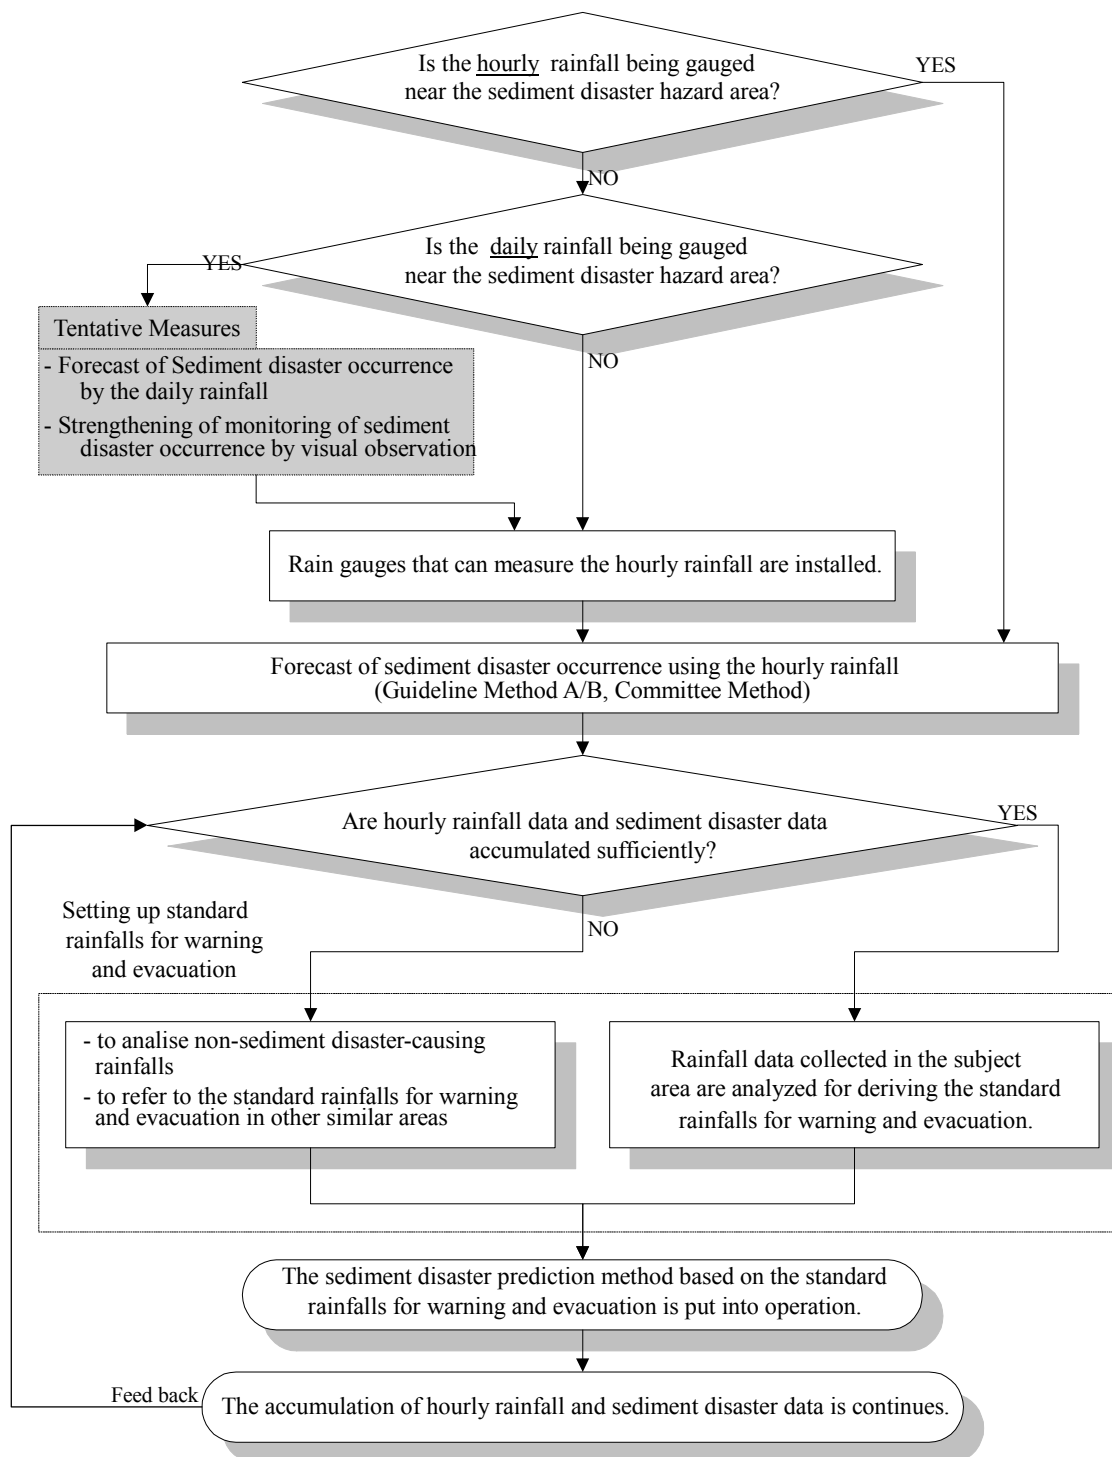 Is the hourly rainfall being gauged
near the sediment disaster hazard area?
YES
NO
Is the daily rainfall being gauged
near the sediment disaster hazard area?
YES
NO
Tentative Measures
- Forecast of Sediment disaster occurrence
by the daily rainfall
- Strengthening of monitoring of sediment
disaster occurrence by visual observation
Rain gauges that can measure the hourly rainfall are installed.
Forecast of sediment disaster occurrence using the hourly rainfall
(Guideline Method A/B, Committee Method)
Are hourly rainfall data and sediment disaster data
accumulated sufficiently?
YES
NO
Setting up standard
rainfalls for warning
and evacuation
- to analise non-sediment disaster-causing
rainfalls
- to refer to the standard rainfalls for warning
and evacuation in other similar areas
Rainfall data collected in the subject
area are analyzed for deriving the standard
rainfalls for warning and evacuation.
The sediment disaster prediction method based on the standard
rainfalls for warning and evacuation is put into operation.
Feed back
The accumulation of hourly rainfall and sediment disaster data is continues.